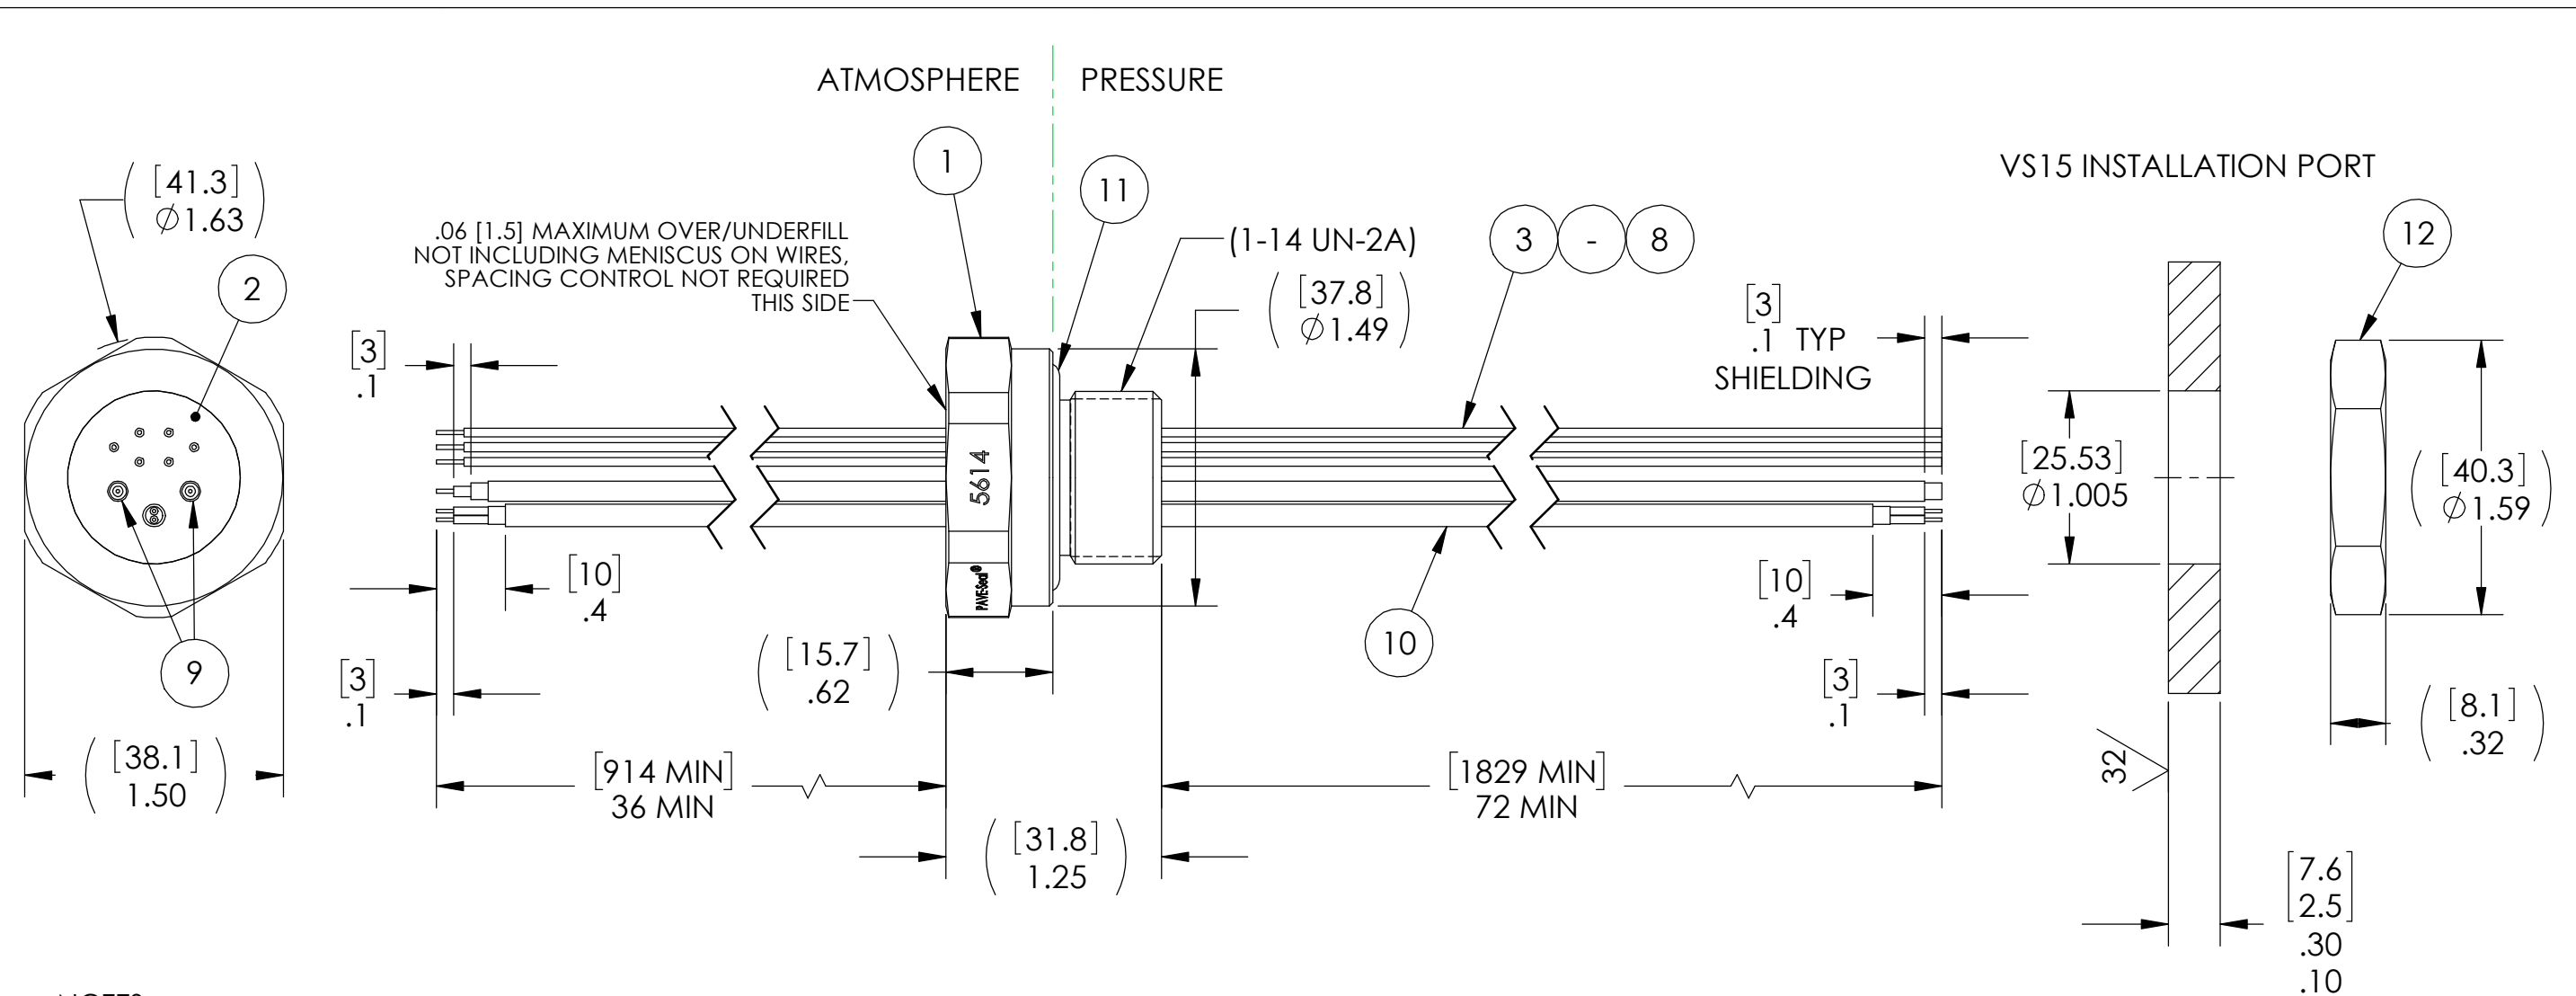 ATMOSPHERE
PRESSURE
VS15 INSTALLATION PORT
[41.3]
∅1.63
2
1
11
.06 [1.5] MAXIMUM OVER/UNDERFILL
NOT INCLUDING MENISCUS ON WIRES,
SPACING CONTROL NOT REQUIRED
THIS SIDE
(1-14 UN-2A)
[37.8]
∅1.49
3 - 8
12
[3]
.1
[3]
.1 TYP
SHIELDING
5614
PAVE-Seal®
[25.53]
∅1.005
[40.3]
∅1.59
9
[10]
.4
[3]
.1
[15.7]
.62
10
[10]
.4
[3]
.1
[38.1]
1.50
[914 MIN]
36 MIN
[31.8]
1.25
[1829 MIN]
72 MIN
32
[8.1]
.32
[7.6
2.5]
.30
.10